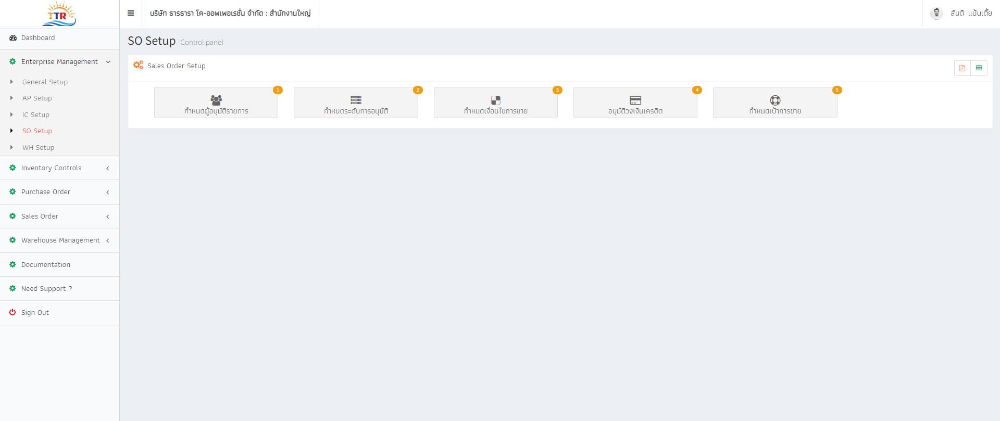 TTR
บริษัท ธารธารา โค-ออพเพอเรชั่น จำกัด : สำนักงานใหญ่
สันติ แป้นเตี้ย
Dashboard
Enterprise Management
General Setup
AP Setup
IC Setup
SO Setup
WH Setup
Inventory Controls
Purchase Order
Sales Order
Warehouse Management
Documentation
Need Support ?
Sign Out
SO Setup Control panel
Sales Order Setup
1
กำหนดผู้อนุมัติรายการ
2
กำหนดระดับการอนุมัติ
3
กำหนดเงื่อนไขการขาย
4
อนุมัติวงเงินเครดิต
5
กำหนดเป้าการขาย